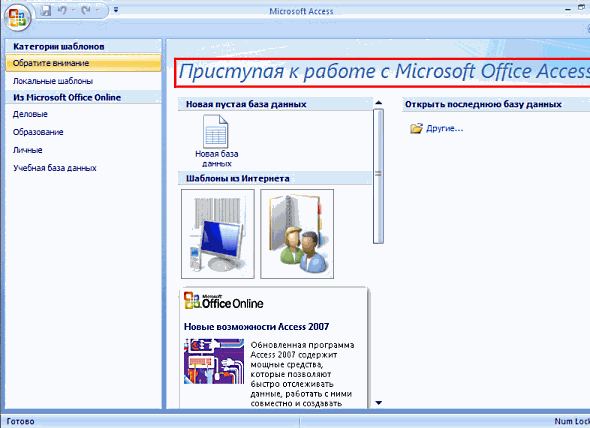 Microsoft Access
Категории шаблонов
Обратите внимание
Локальные шаблоны
Из Microsoft Office Online
Деловые
Образование
Личные
Учебная база данных
Приступая к работе с Microsoft Office Access
Новая пустая база данных
Новая база
данных
Шаблоны из Интернета
Microsoft
Office Online
Новые возможности Access 2007
Обновленная программа
Access 2007 содержит
мощные средства,
которые позволяют
быстро отслеживать
данные, работать с ними
совместно и создавать
Открыть последнюю базу данных
Другие...
Готово
Num Lock